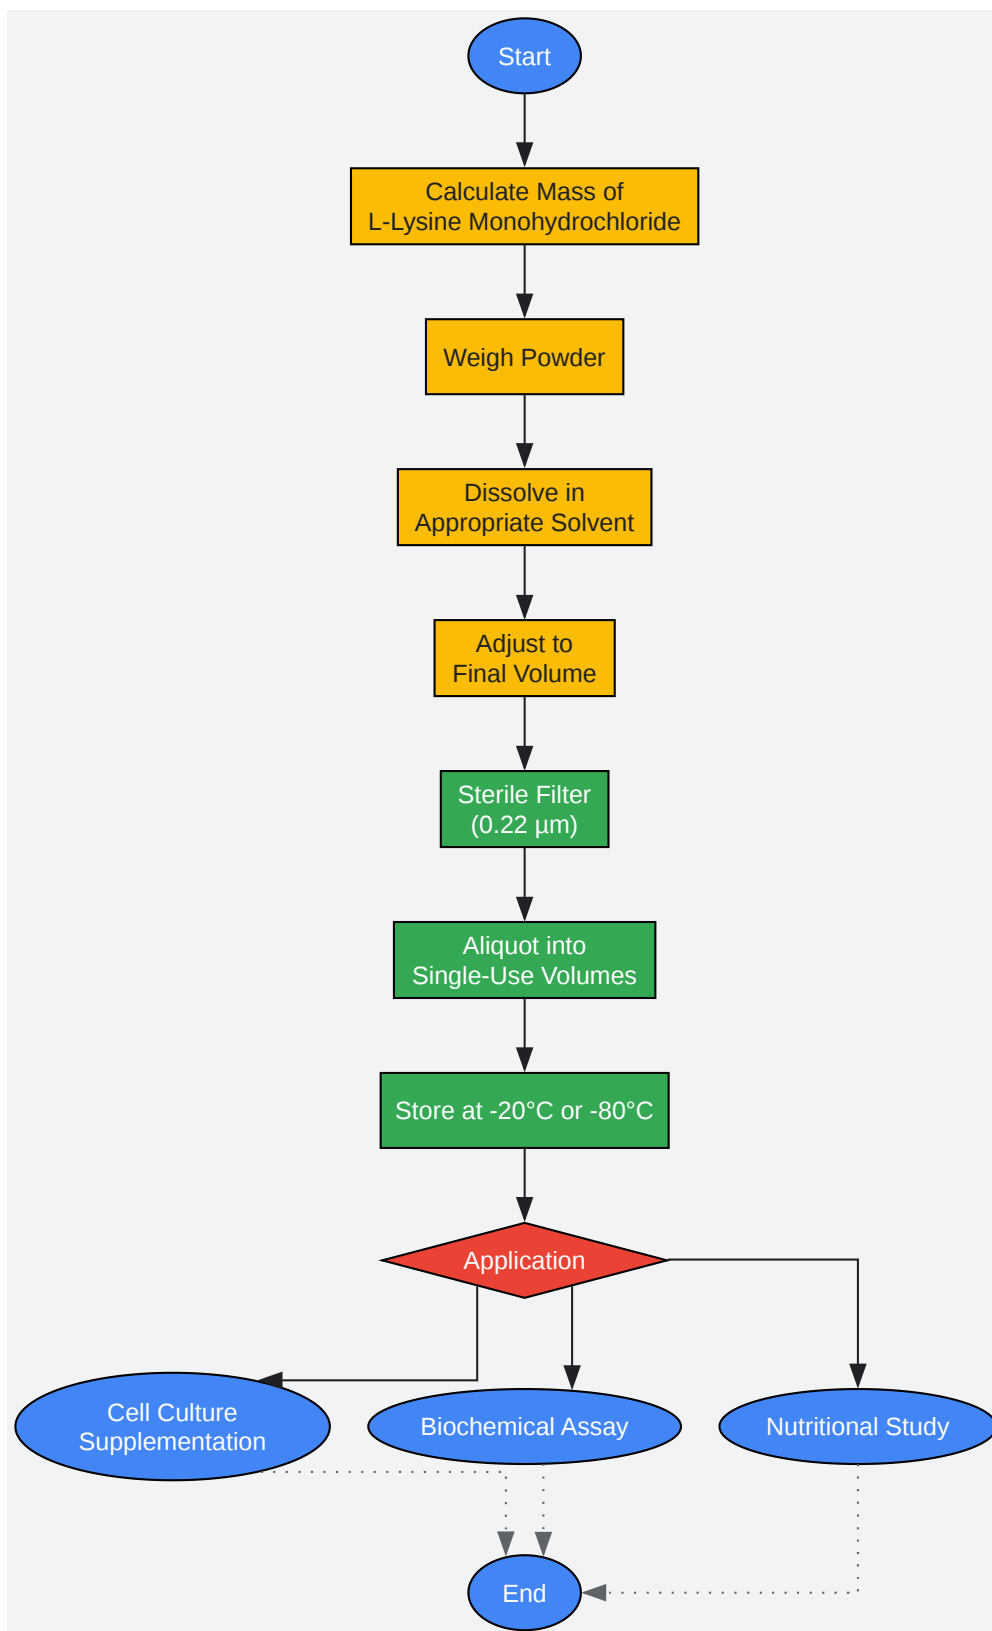 Start
Calculate Mass of
L-Lysine Monohydrochloride
Weigh Powder
Dissolve in
Appropriate Solvent
Adjust to
Final Volume
Sterile Filter
(0.22 µm)
Aliquot into
Single-Use Volumes
Store at -20°C or -80°C
Application
Cell Culture
Supplementation
Biochemical Assay
Nutritional Study
End